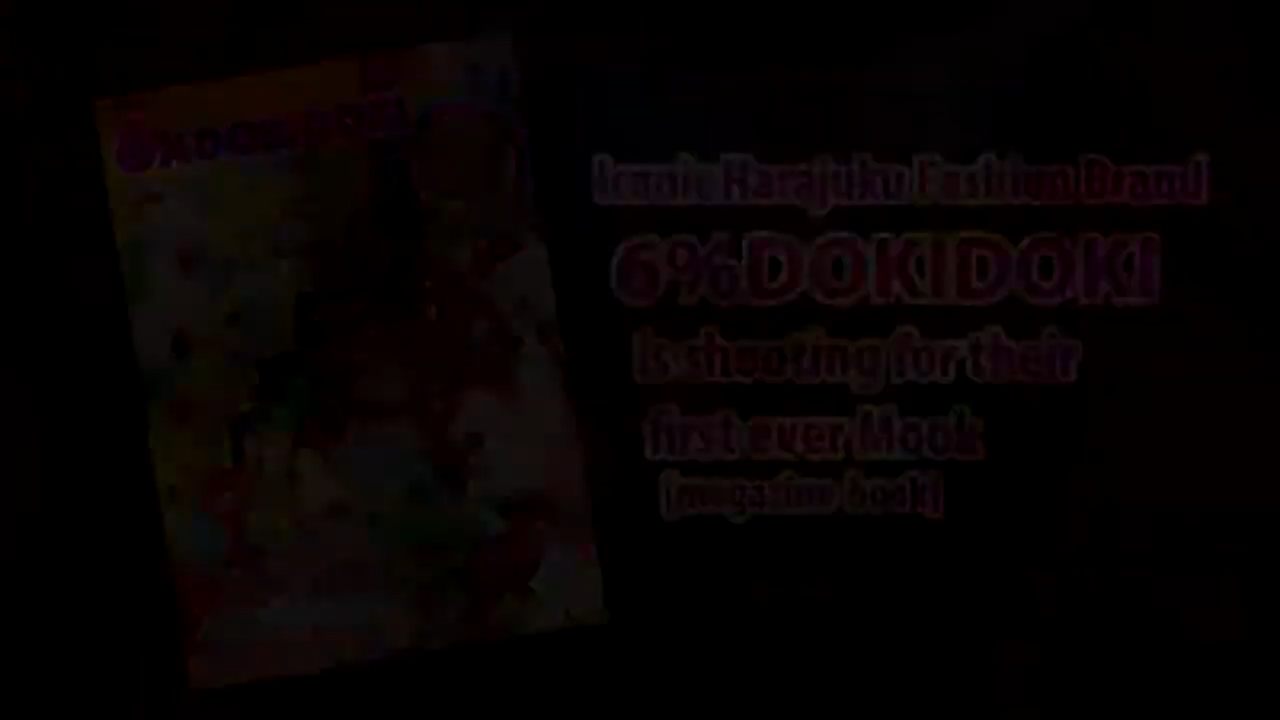 Iconic Harajuku Fashion Brand
6%DOKIDOKI
is shooting for their
first ever Mook
(magazine book)